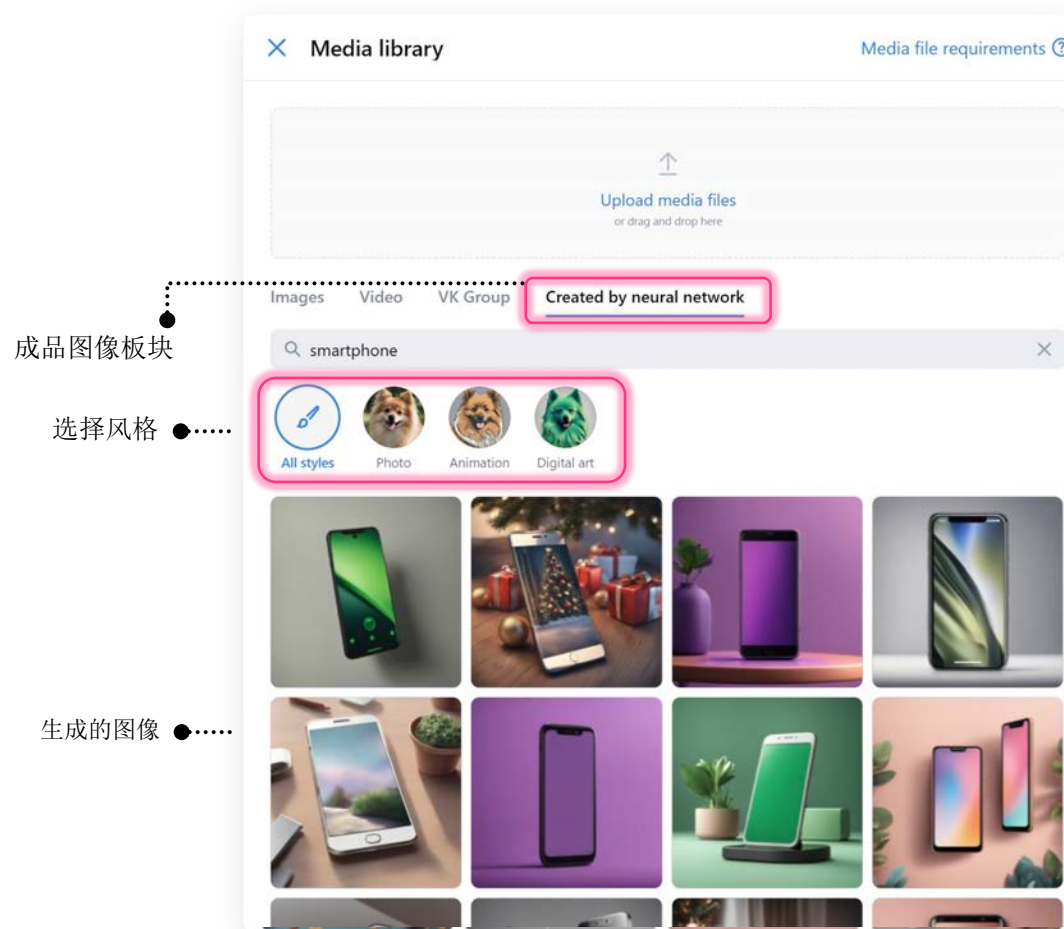 Media library
Media file requirements
Upload media files
or drag and drop here
Images Video VK Group Created by neural network
成品图像板块
smartphone
选择风格
All styles Photo Animation Digital art
生成的图像